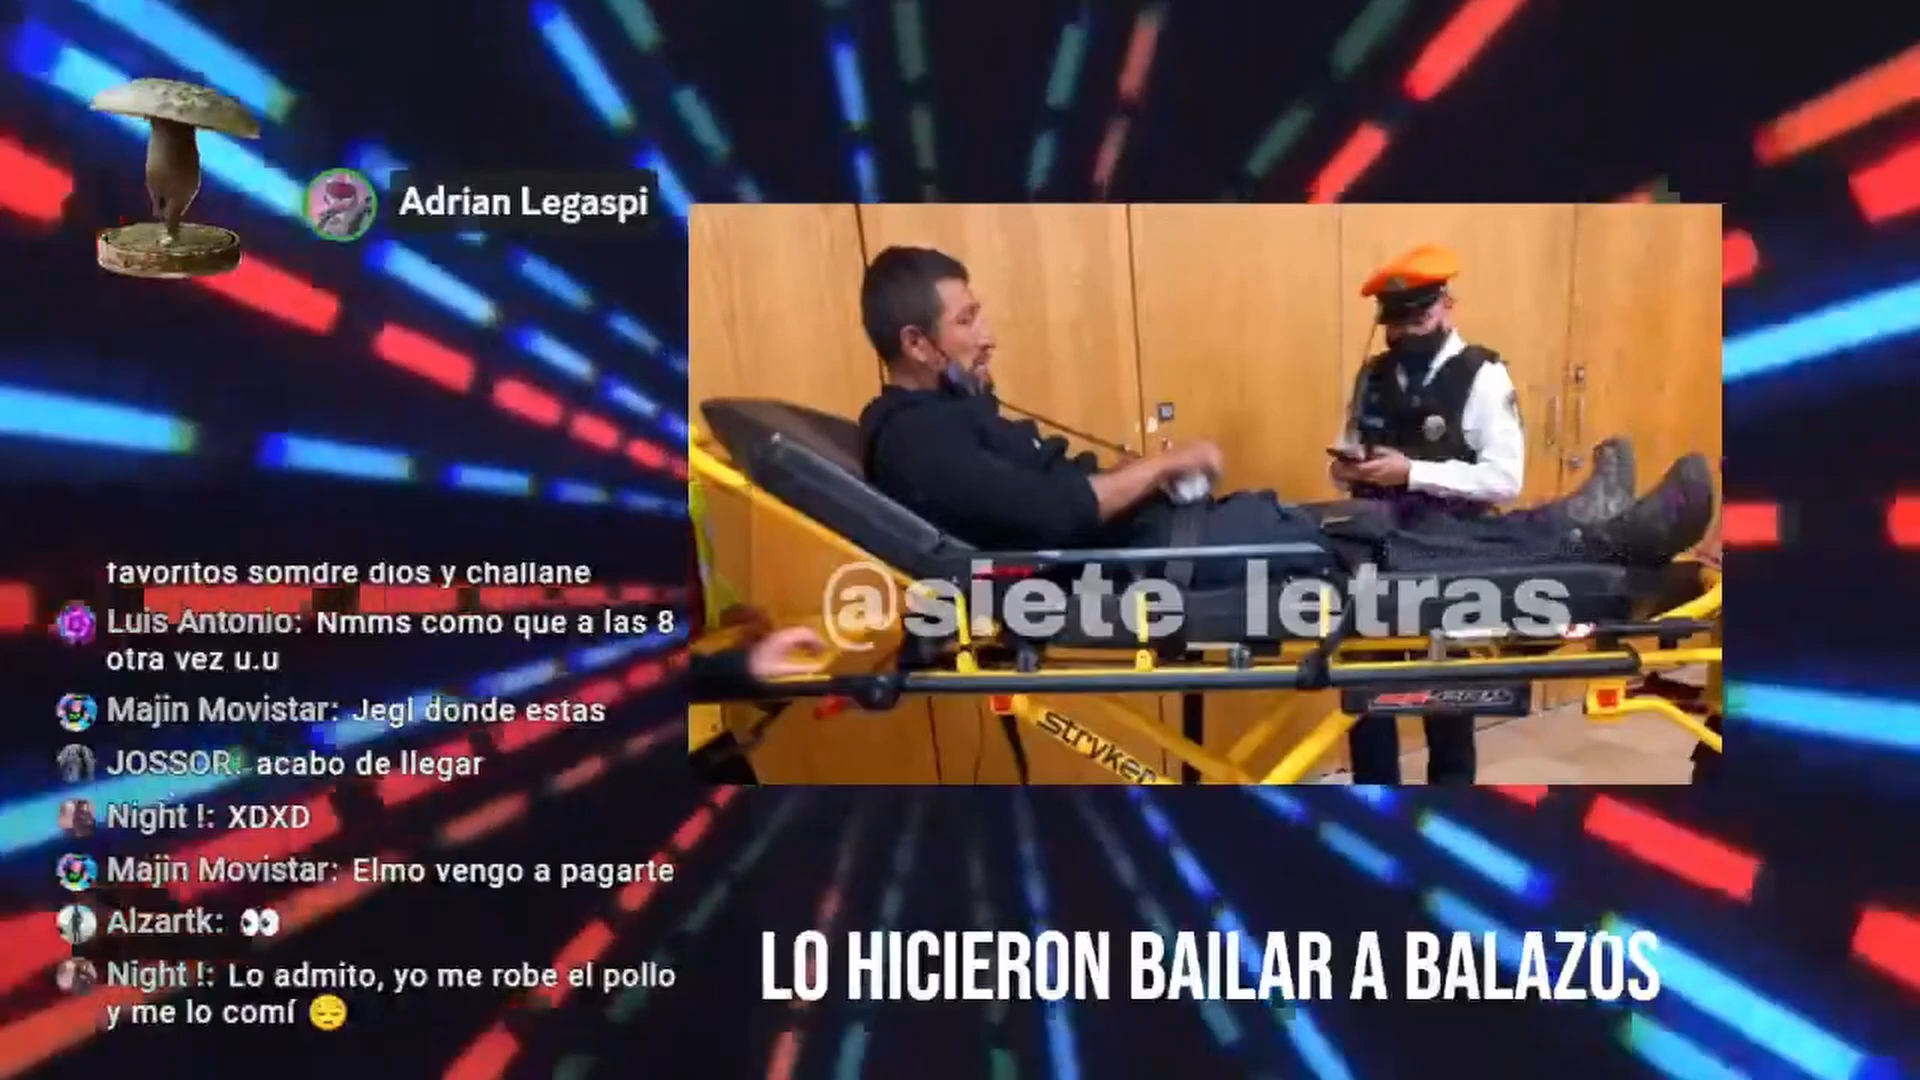 Adrian Legaspi
@siete_letras
stryker
favoritos somdre dios y challane
Luis Antonio: Nmms como que a las 8
otra vez u.u
Majin Movistar: Jegl donde estas
JOSSOR: acabo de llegar
Night !: XDXD
Majin Movistar: Elmo vengo a pagarte
Alzartk: 👀
Night !: Lo admito, yo me robe el pollo
y me lo comí 😔
LO HICIERON BAILAR A BALAZOS